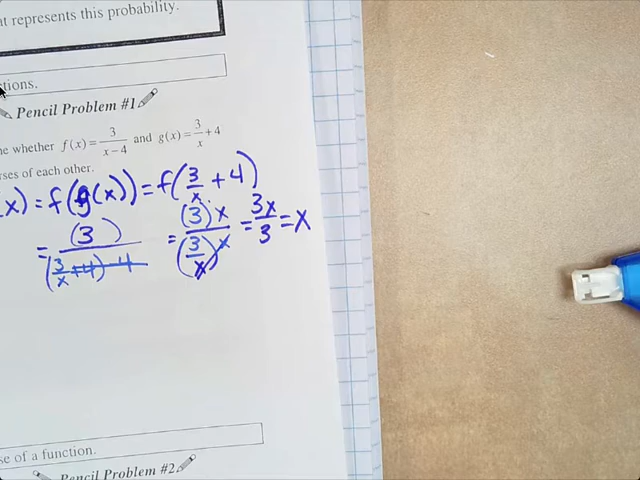 at represents this probability.
tions.
Pencil Problem #1
ne whether f(x) = 3/(x-4) and g(x) = 3/x + 4
rses of each other.
x) = f(g(x)) = f(3/x + 4)
= (3)/((3/x + 4) - 4) = (3)x/(3/x)x = 3x/3 = x
se of a function.
Pencil Problem #2